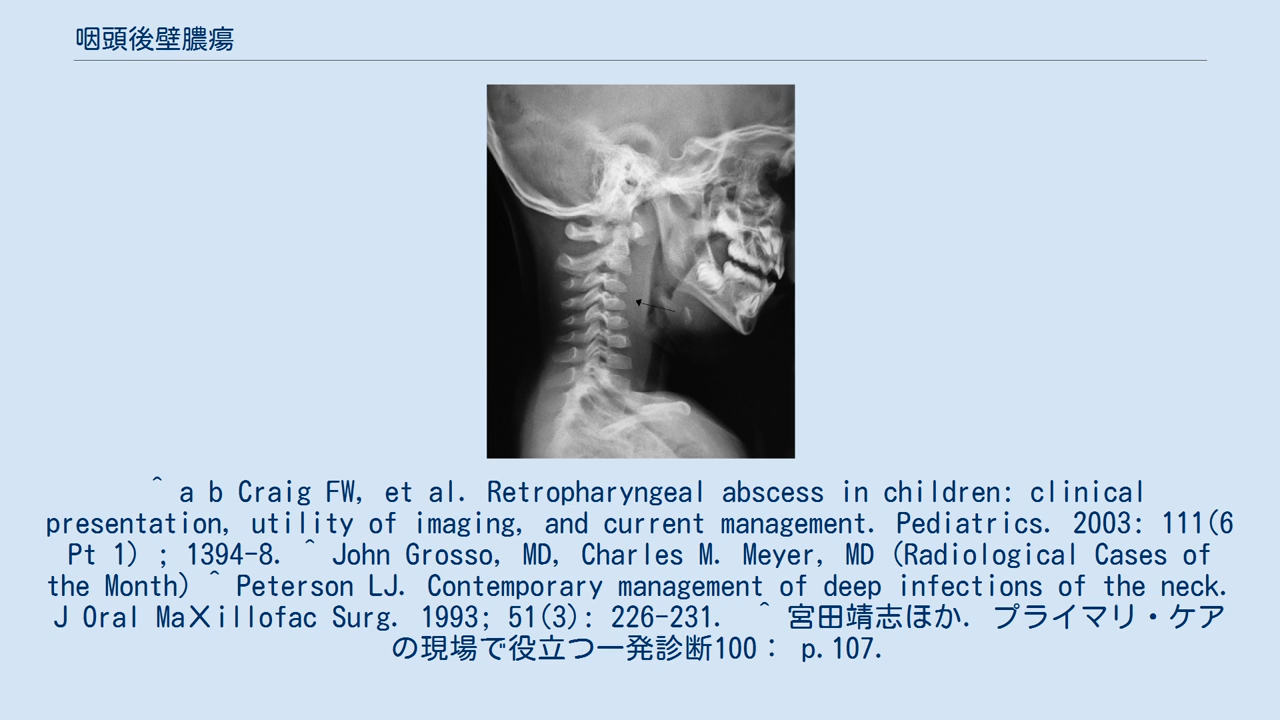 咽頭後壁膿瘍
^ a b Craig FW, et al. Retropharyngeal abscess in children: clinical
presentation, utility of imaging, and current management. Pediatrics. 2003: 111(6
Pt 1) ; 1394-8. ^ John Grosso, MD, Charles M. Meyer, MD (Radiological Cases of
the Month) ^ Peterson LJ. Contemporary management of deep infections of the neck.
J Oral MaXillofac Surg. 1993; 51(3): 226-231. ^ 宮田靖志ほか. プライマリ・ケア
の現場で役立つ一発診断100： p.107.